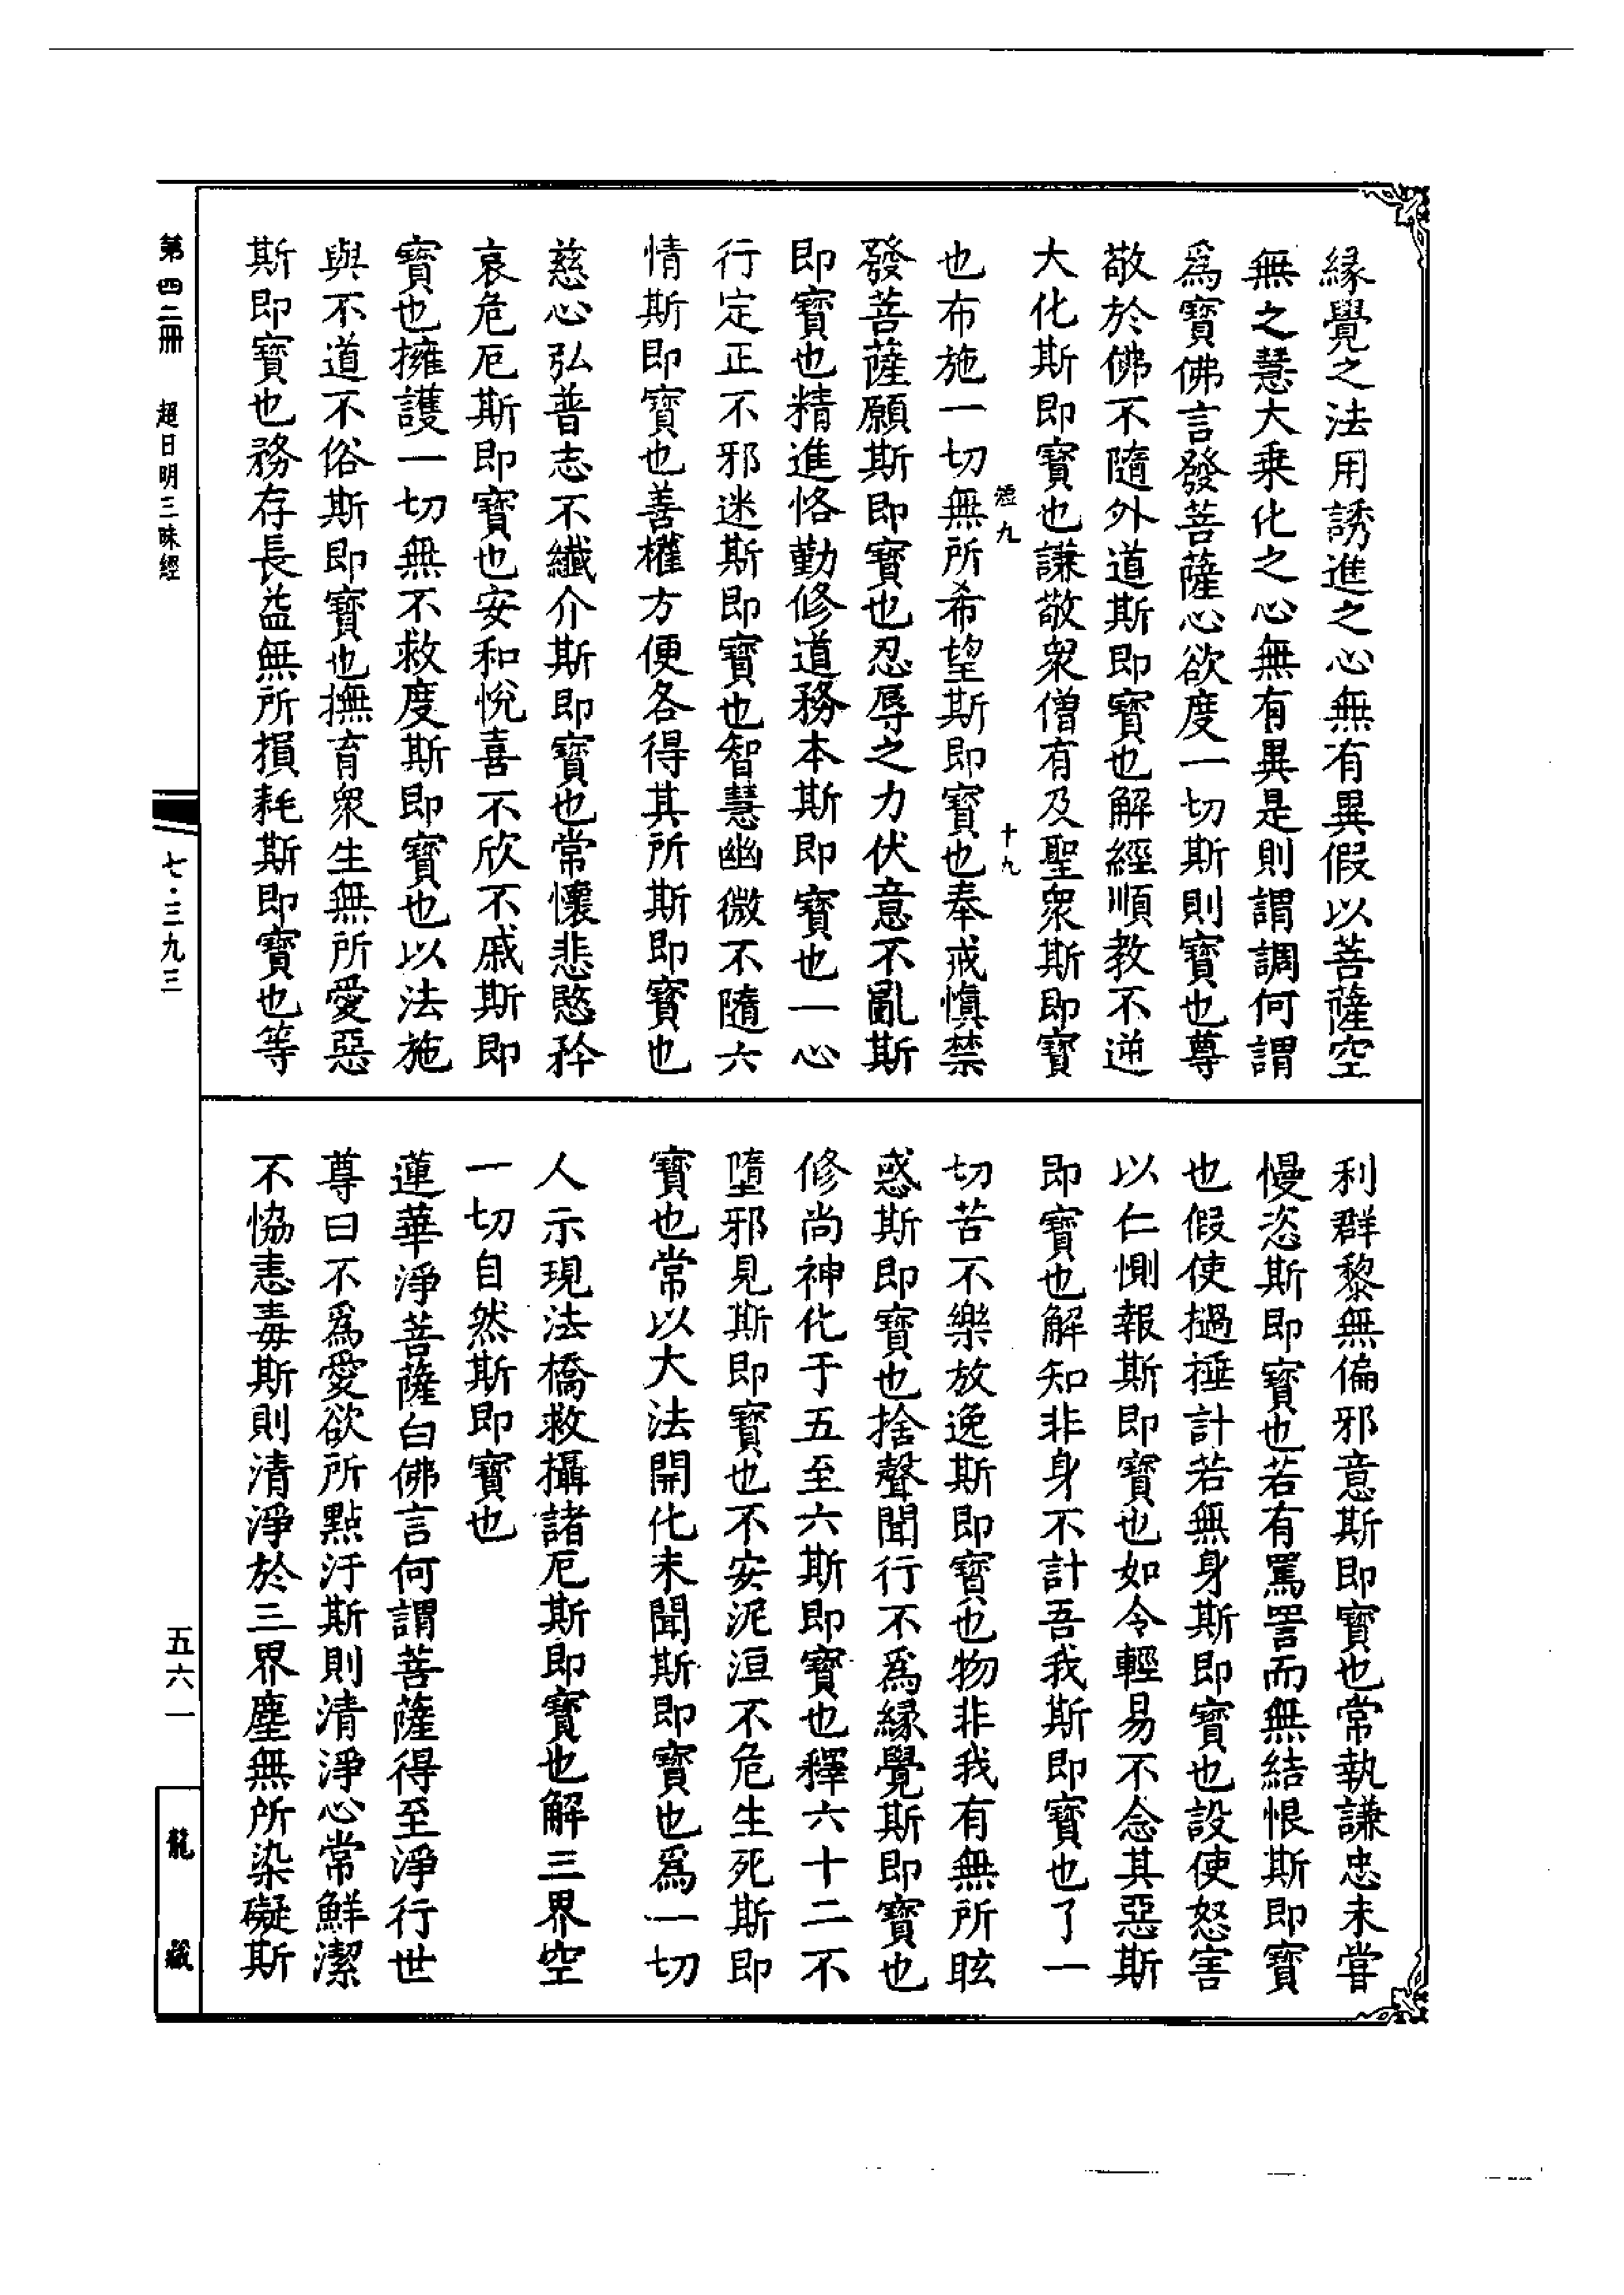 緣覺之法用誘進之心無有異假以菩薩空
無之慧大乗化之心無有異是則謂調何謂
爲寶佛言發菩薩心欲度一切斯則寶也尊
敬於佛不隨外道斯即寶也解經順教不逆
大化斯即寶也謙敬衆僧有及聖衆斯即寶
九 十九
也布施一切無所希望斯即寶也奉戒慎禁
發菩薩願斯即寶也忍辱之力伏意不亂斯
即寶也精進恪勤修道務本斯即寶也一心
行定正不邪迷斯即寶也智慧幽微不隨六
情斯即寶也善權方便各得其所斯即寶也
慈心弘普志不纖介斯即寶也常懷悲愍矜
哀危厄斯即寶也安和悅喜不欣不戚斯即
寶也擁護一切無不救度斯即寶也以法施
與不道不俗斯即寶也撫育衆生無所愛惡
斯即寶也務存長益無所損耗斯即寶也等
利群黎無偏邪意斯即寶也常執謙忠未嘗
慢恣斯即寶也若有罵詈而無結恨斯即寶
也假使撾捶計若無身斯即寶也設使怒害
以仁惻報斯即寶也如令輕易不念其惡斯
即寶也解知非身不計吾我斯即寶也了一
切苦不樂放逸斯即寶也物非我有無所眩
惑斯即寶也捨聲聞行不爲緣覺斯即寶也
修尚神化于五至六斯即寶也釋六十二不
墮邪見斯即寶也不安泥洹不危生死斯即
寶也常以大法開化未聞斯即寶也爲一切
人示現法橋救攝諸厄斯即寶也解三界空
一切自然斯即寶也
蓮華淨菩薩白佛言何謂菩薩得至淨行世
尊曰不爲愛欲所點汙斯則清淨心常鮮潔
不恊恚毒斯則清淨於三界塵無所染礙斯
第四二冊 超日明三昧經
七·三九三
五六一
龍藏